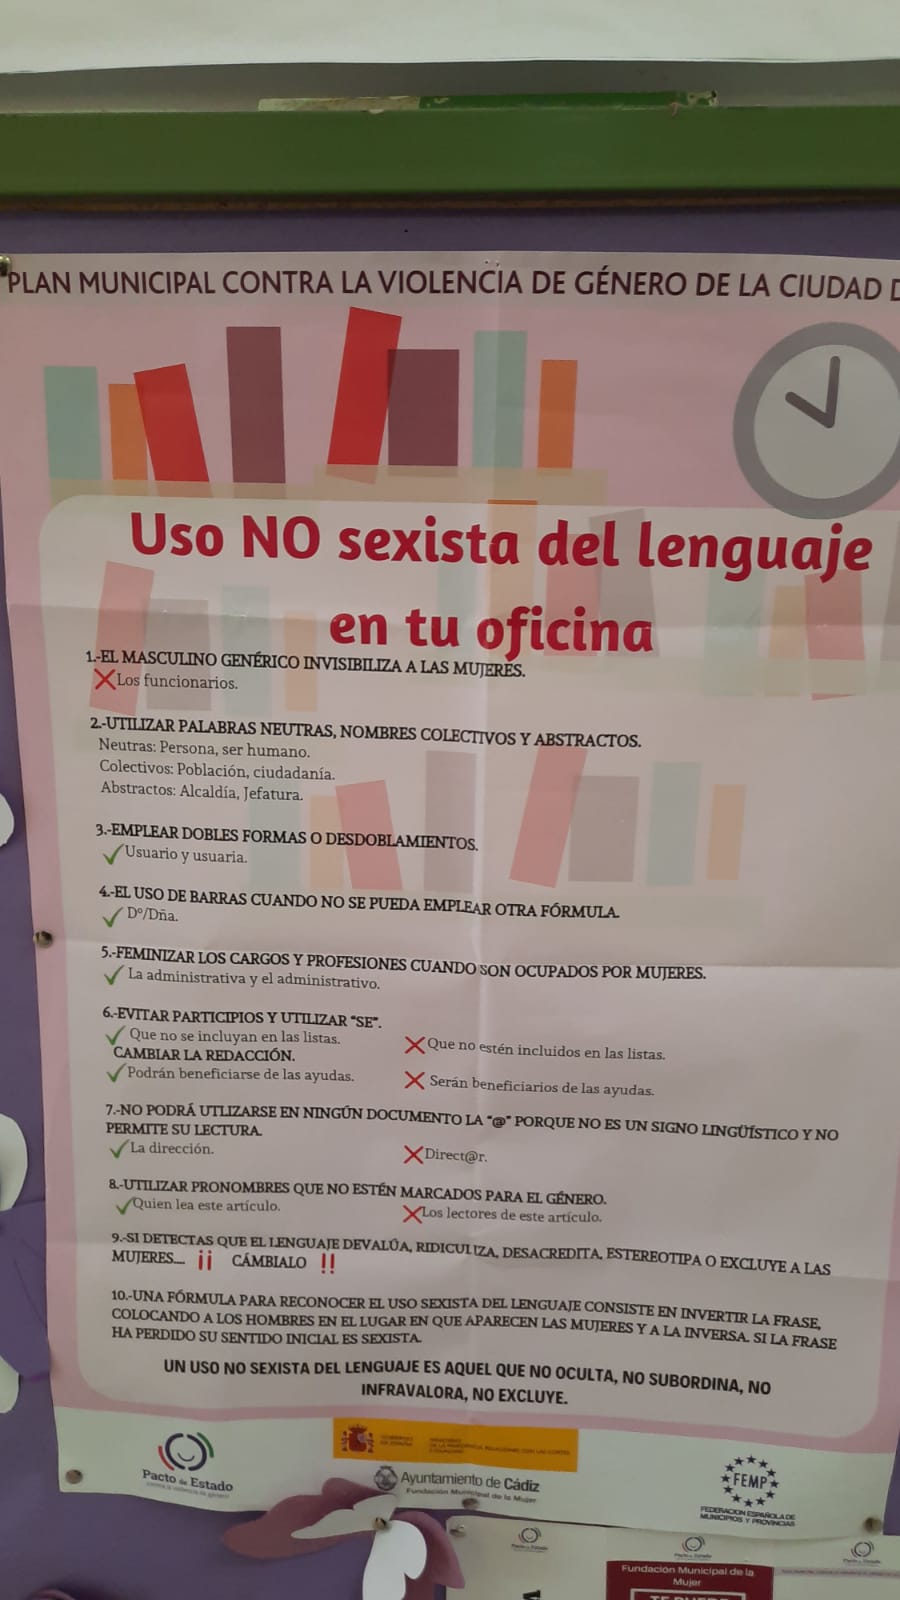 PLAN MUNICIPAL CONTRA LA VIOLENCIA DE GÉNERO DE LA CIUDAD
Uso NO sexista del lenguaje
en tu oficina
1.-EL MASCULINO GENÉRICO INVISIBILIZA A LAS MUJERES.
Los funcionarios.
2.-UTILIZAR PALABRAS NEUTRAS, NOMBRES COLECTIVOS Y ABSTRACTOS.
Neutras: Persona, ser humano.
Colectivos: Población, ciudadanía.
Abstractos: Alcaldía, Jefatura.
3.-EMPLEAR DOBLES FORMAS O DESDOBLAMIENTOS.
Usuario y usuaria.
4.-EL USO DE BARRAS CUANDO NO SE PUEDA EMPLEAR OTRA FÓRMULA.
Dº/Dña.
5.-FEMINIZAR LOS CARGOS Y PROFESIONES CUANDO SON OCUPADOS POR MUJERES.
La administrativa y el administrativo.
6.-EVITAR PARTICIPIOS Y UTILIZAR "SE".
Que no se incluyan en las listas. Que no estén incluidos en las listas.
CAMBIAR LA REDACCIÓN.
Podrán beneficiarse de las ayudas. Serán beneficiarios de las ayudas.
7.-NO PODRÁ UTLIZARSE EN NINGÚN DOCUMENTO LA "@" PORQUE NO ES UN SIGNO LINGÜÍSTICO Y NO
PERMITE SU LECTURA.
La dirección. Direct@r.
8.-UTILIZAR PRONOMBRES QUE NO ESTÉN MARCADOS PARA EL GÉNERO.
Quien lea este artículo. Los lectores de este artículo.
9.-SI DETECTAS QUE EL LENGUAJE DEVALÚA, RIDICULIZA, DESACREDITA, ESTEREOTIPA O EXCLUYE A LAS
MUJERES.... ¡¡ CÁMBIALO !!
10.-UNA FÓRMULA PARA RECONOCER EL USO SEXISTA DEL LENGUAJE CONSISTE EN INVERTIR LA FRASE,
COLOCANDO A LOS HOMBRES EN EL LUGAR EN QUE APARECEN LAS MUJERES Y A LA INVERSA. SI LA FRASE
HA PERDIDO SU SENTIDO INICIAL ES SEXISTA.
UN USO NO SEXISTA DEL LENGUAJE ES AQUEL QUE NO OCULTA, NO SUBORDINA, NO
INFRAVALORA, NO EXCLUYE.
Pacto de Estado
contra la violencia de género
GOBIERNO
DE ESPAÑA
Ayuntamiento de Cádiz
Fundación Municipal de la Mujer
FEMP
FEDERACION ESPAÑOLA DE
MUNICIPIOS Y PROVINCIAS
Fundación Municipal de la
Mujer